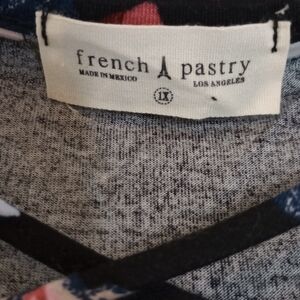 french pastry
MADE IN MEXICO LOS ANGELES
1X